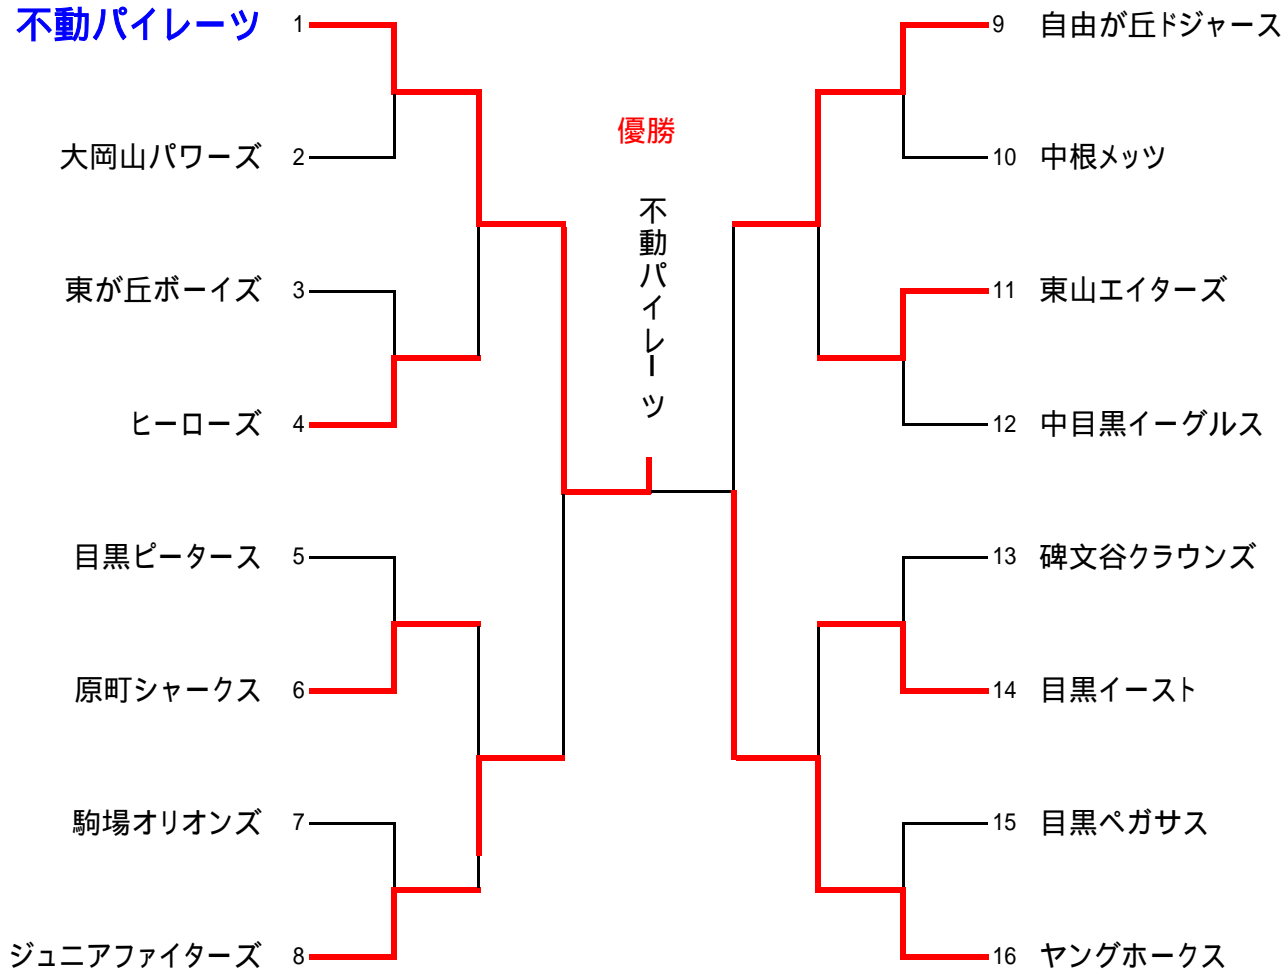 不動パイレーツ 1
大岡山パワーズ 2
東が丘ボーイズ 3
ヒーローズ 4
目黒ピータース 5
原町シャークス 6
駒場オリオンズ 7
ジュニアファイターズ 8
優勝
不動パイレーツ
9 自由が丘ドジャース
10 中根メッツ
11 東山エイターズ
12 中目黒イーグルス
13 碑文谷クラウンズ
14 目黒イースト
15 目黒ペガサス
16 ヤングホークス